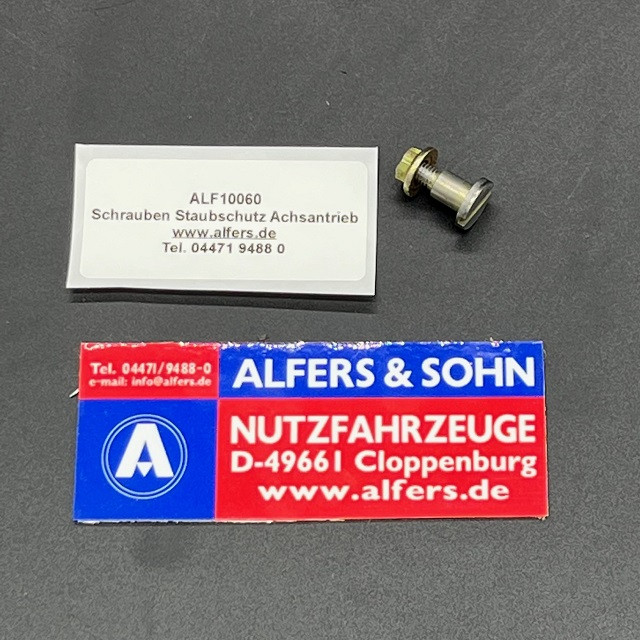 ALF10060
Schrauben Staubschutz Achsantrieb
www.alfers.de
Tel. 04471 9488 0
Tel. 04471/9488-0
e-mail: info@alfers.de
ALFERS & SOHN
A
NUTZFAHRZEUGE
D-49661 Cloppenburg
www.alfers.de